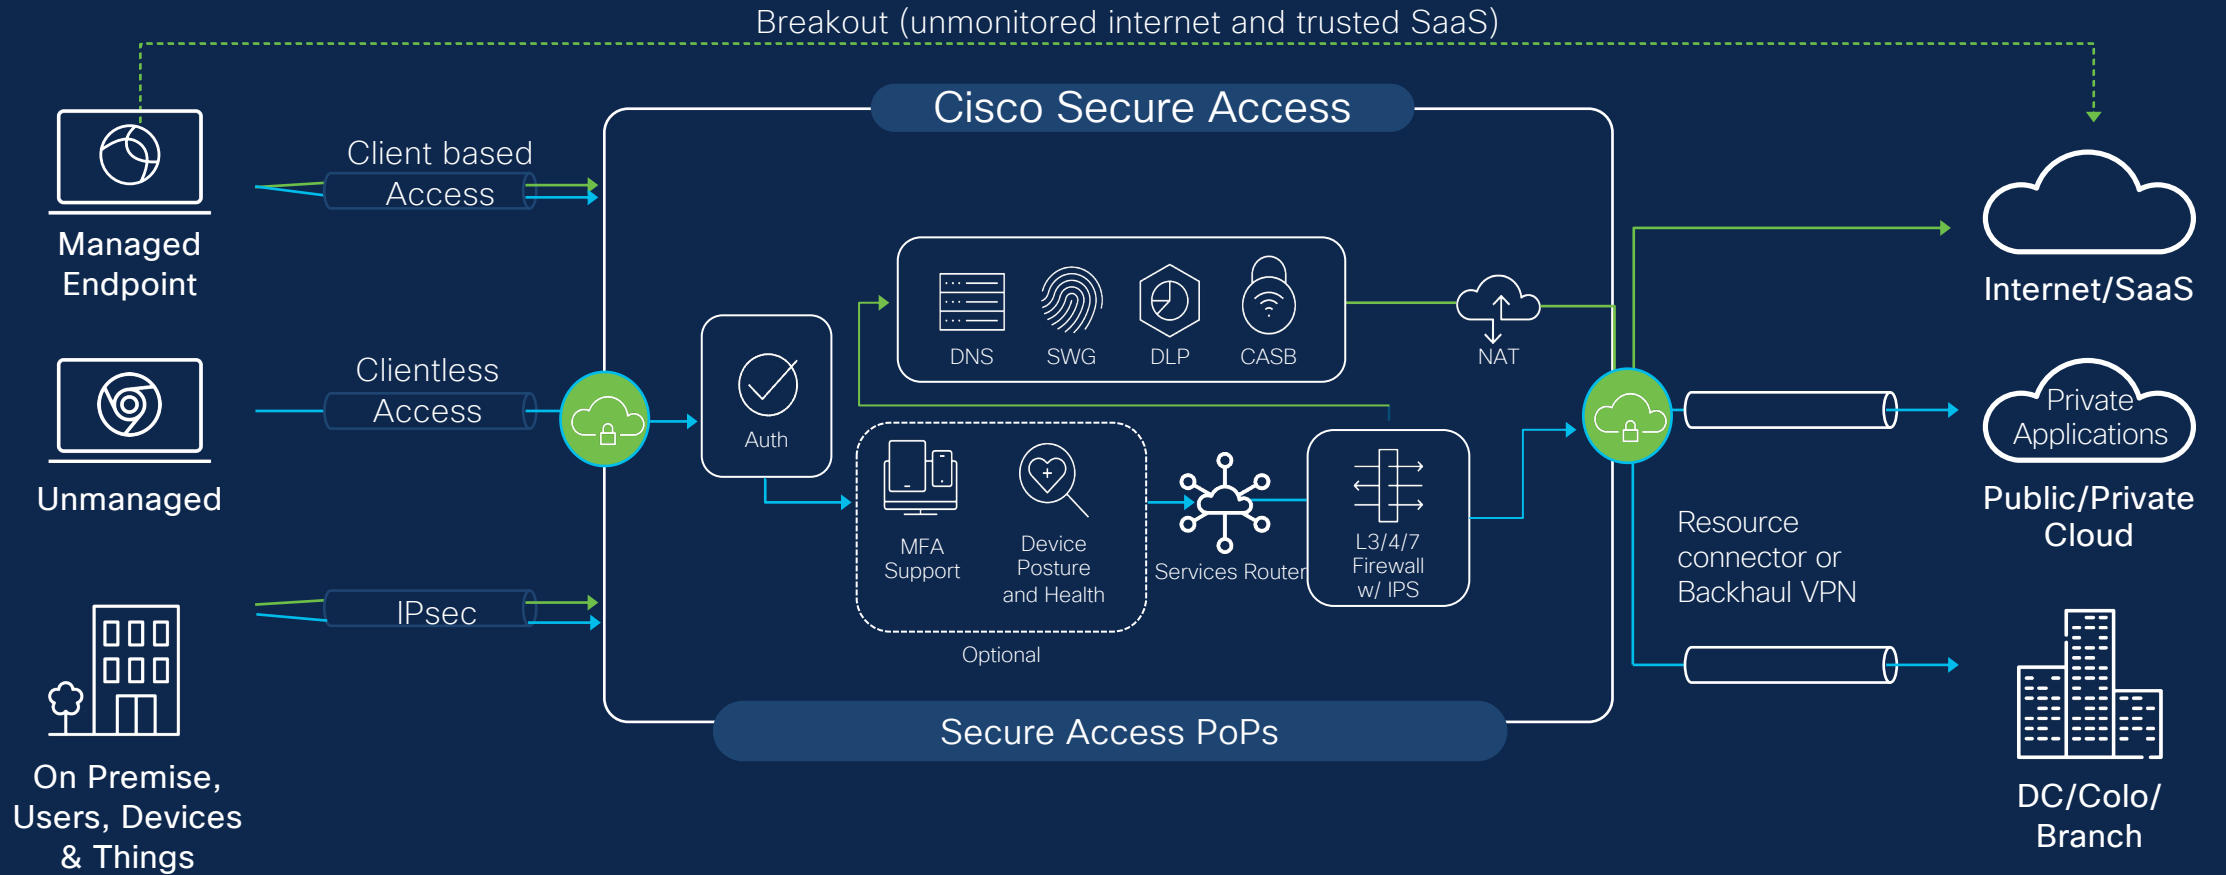 Breakout (unmonitored internet and trusted SaaS)
Cisco Secure Access
Client based
Access
Managed
Endpoint
Clientless
Access
Unmanaged
IPsec
On Premise,
Users, Devices
& Things
Auth
DNS
SWG
DLP
CASB
NAT
MFA
Support
Device
Posture
and Health
Optional
Services Router
L3/4/7
Firewall
w/ IPS
Secure Access PoPs
Internet/SaaS
Private
Applications
Public/Private
Cloud
Resource
connector or
Backhaul VPN
DC/Colo/
Branch